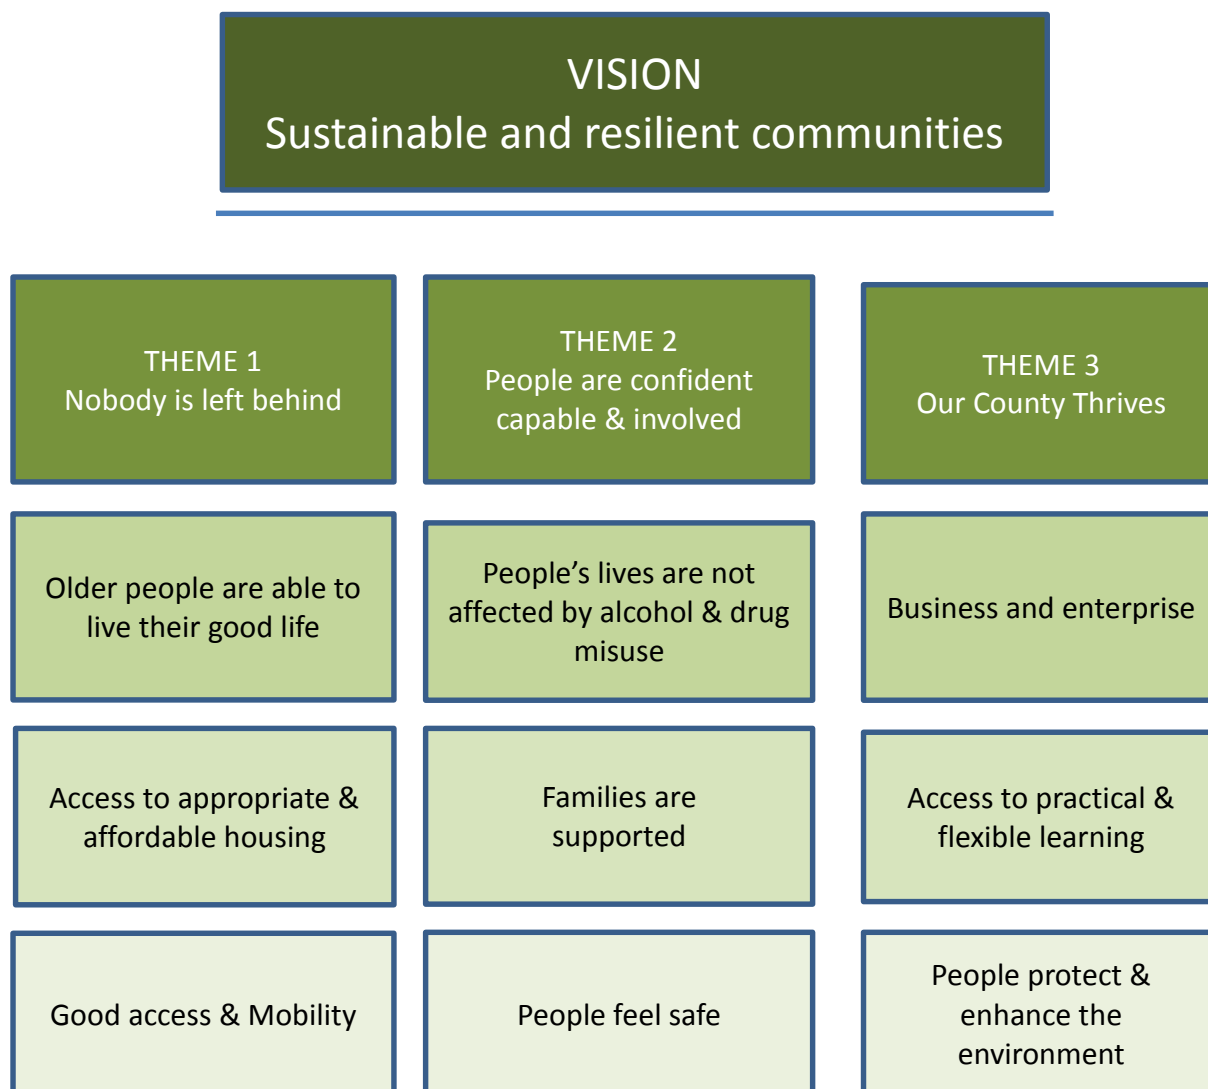 VISION
Sustainable and resilient communities
THEME 1
Nobody is left behind
THEME 2
People are confident
capable & involved
THEME 3
Our County Thrives
Older people are able to
live their good life
People’s lives are not
affected by alcohol & drug
misuse
Business and enterprise
Access to appropriate &
affordable housing
Families are
supported
Access to practical &
flexible learning
Good access & Mobility
People feel safe
People protect &
enhance the
environment